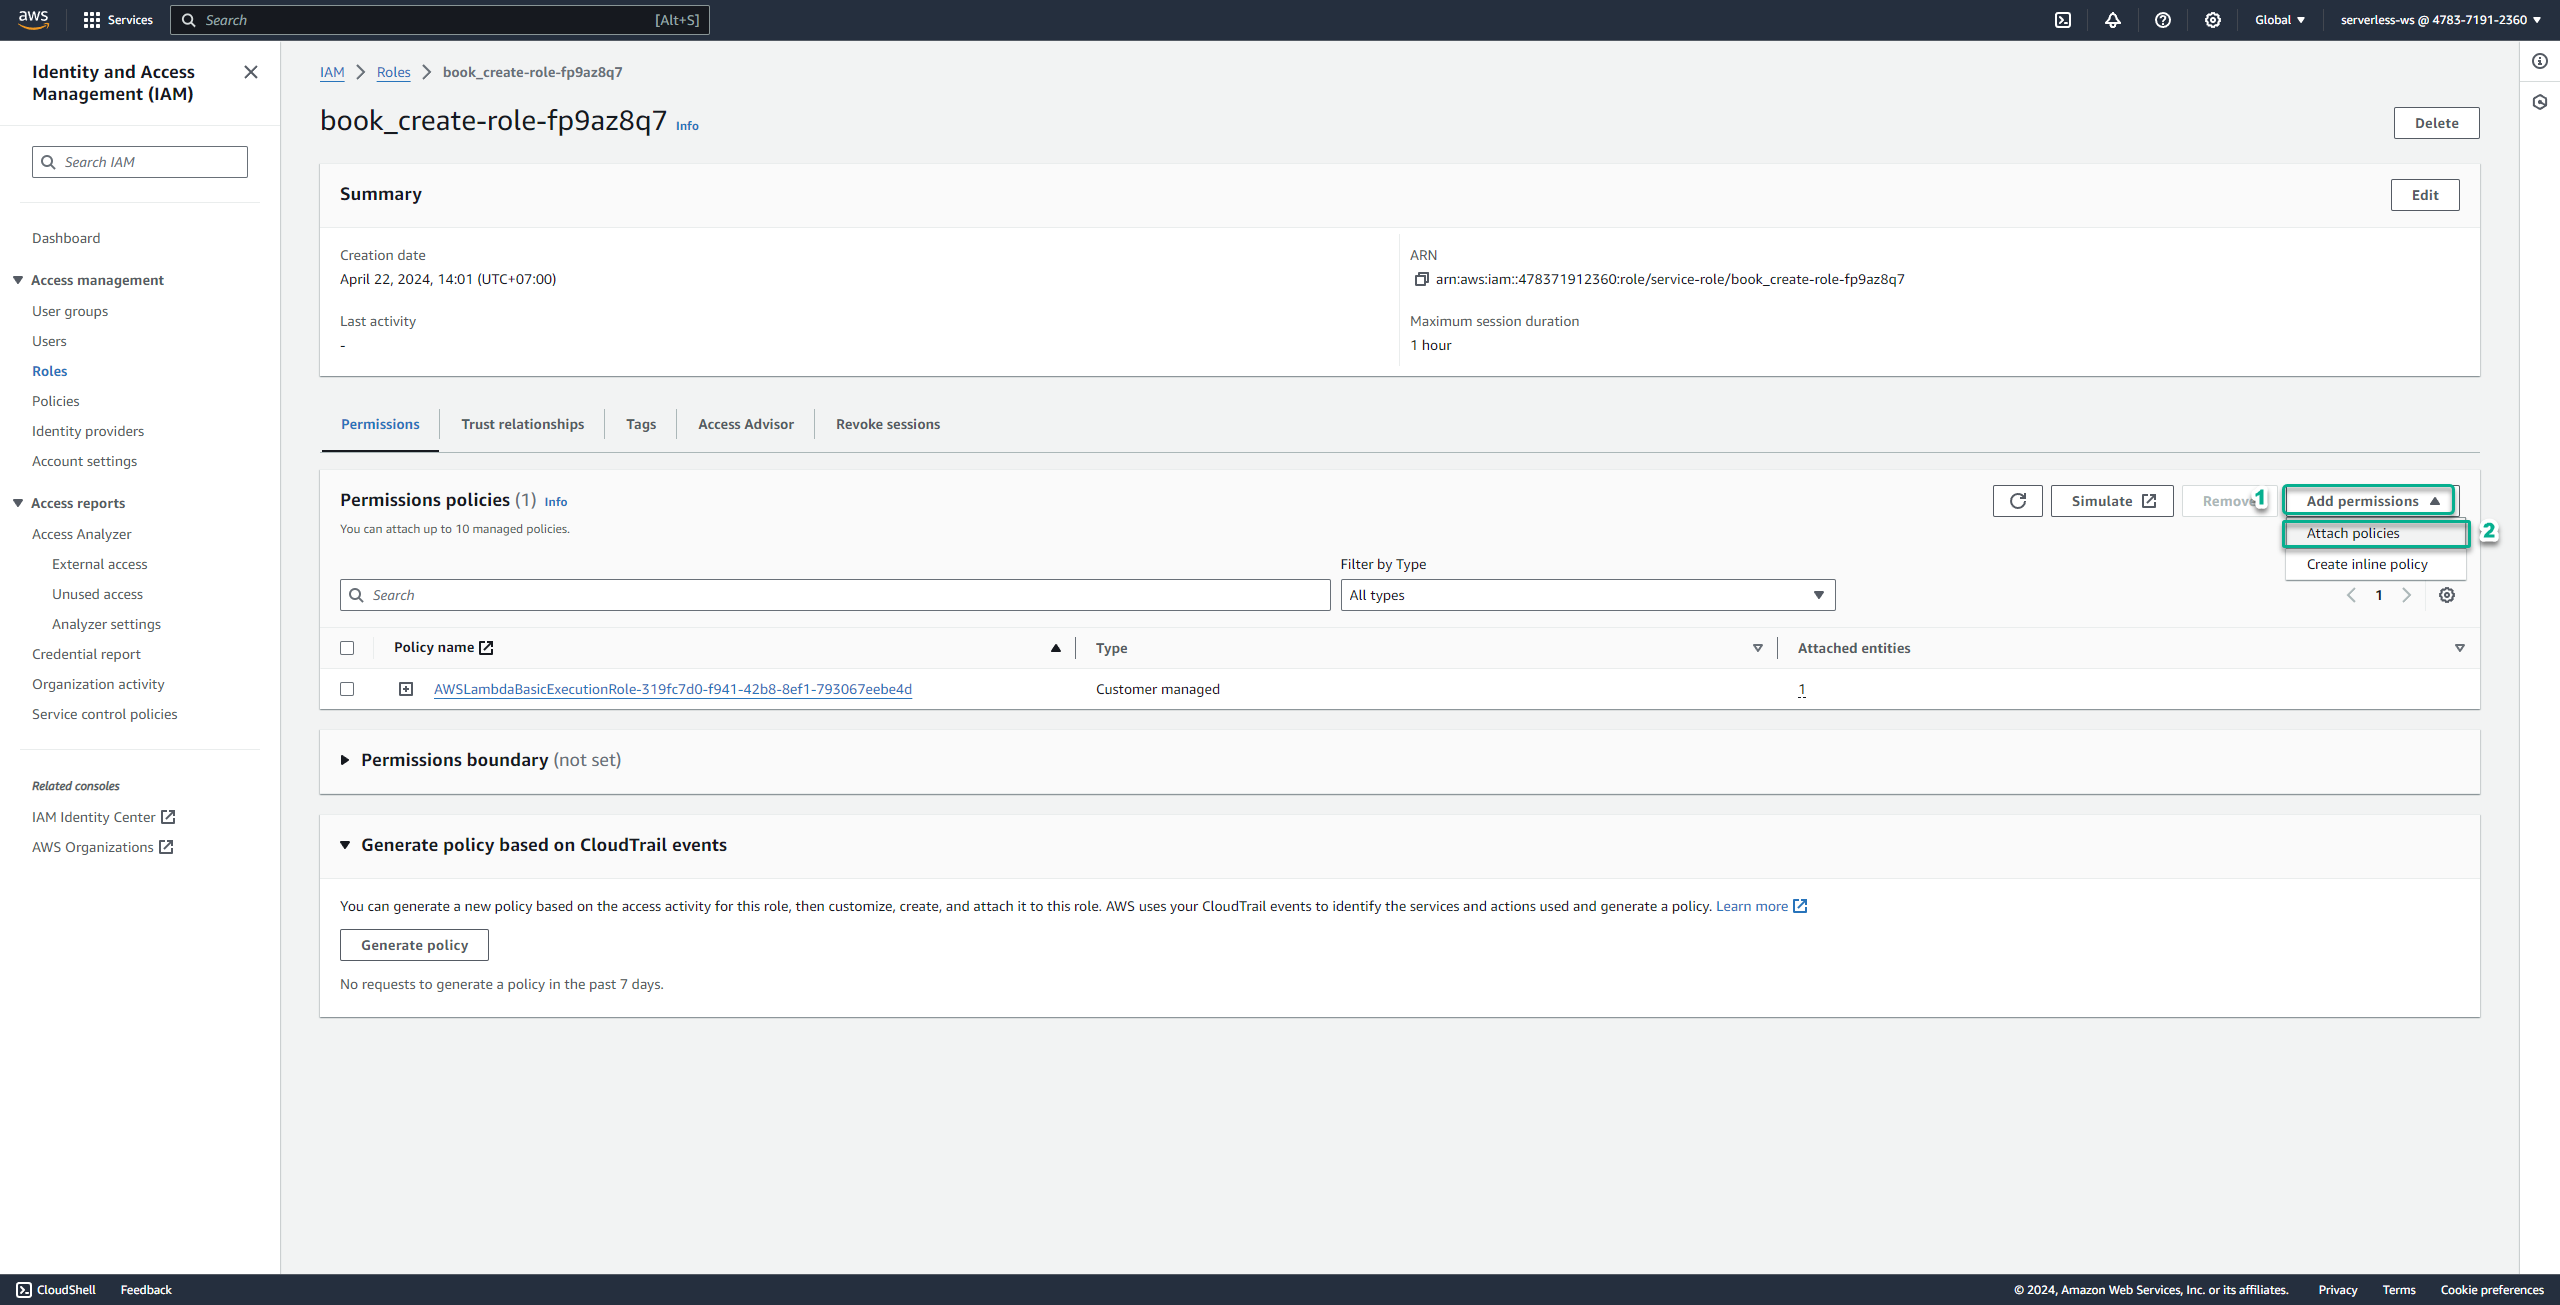 aws
Services
Search
[Alt+S]
Global
serverless-ws @ 4783-7191-2360
Identity and Access
Management (IAM)
Search IAM
Dashboard
Access management
User groups
Users
Roles
Policies
Identity providers
Account settings
Access reports
Access Analyzer
External access
Unused access
Analyzer settings
Credential report
Organization activity
Service control policies
Related consoles
IAM Identity Center
AWS Organizations
IAM
Roles
book_create-role-fp9az8q7
book_create-role-fp9az8q7 Info
Delete
Summary
Edit
Creation date
April 22, 2024, 14:01 (UTC+07:00)
Last activity
-
ARN
arn:aws:iam::478371912360:role/service-role/book_create-role-fp9az8q7
Maximum session duration
1 hour
Permissions
Trust relationships
Tags
Access Advisor
Revoke sessions
Permissions policies (1) Info
You can attach up to 10 managed policies.
Simulate
Remove
1
Add permissions
Attach policies
2
Create inline policy
Filter by Type
Search
All types
1
Policy name
Type
Attached entities
AWSLambdaBasicExecutionRole-319fc7d0-f941-42b8-8ef1-793067eebe4d
Customer managed
1
Permissions boundary (not set)
Generate policy based on CloudTrail events
You can generate a new policy based on the access activity for this role, then customize, create, and attach it to this role. AWS uses your CloudTrail events to identify the services and actions used and generate a policy. Learn more
Generate policy
No requests to generate a policy in the past 7 days.
CloudShell
Feedback
© 2024, Amazon Web Services, Inc. or its affiliates.
Privacy
Terms
Cookie preferences